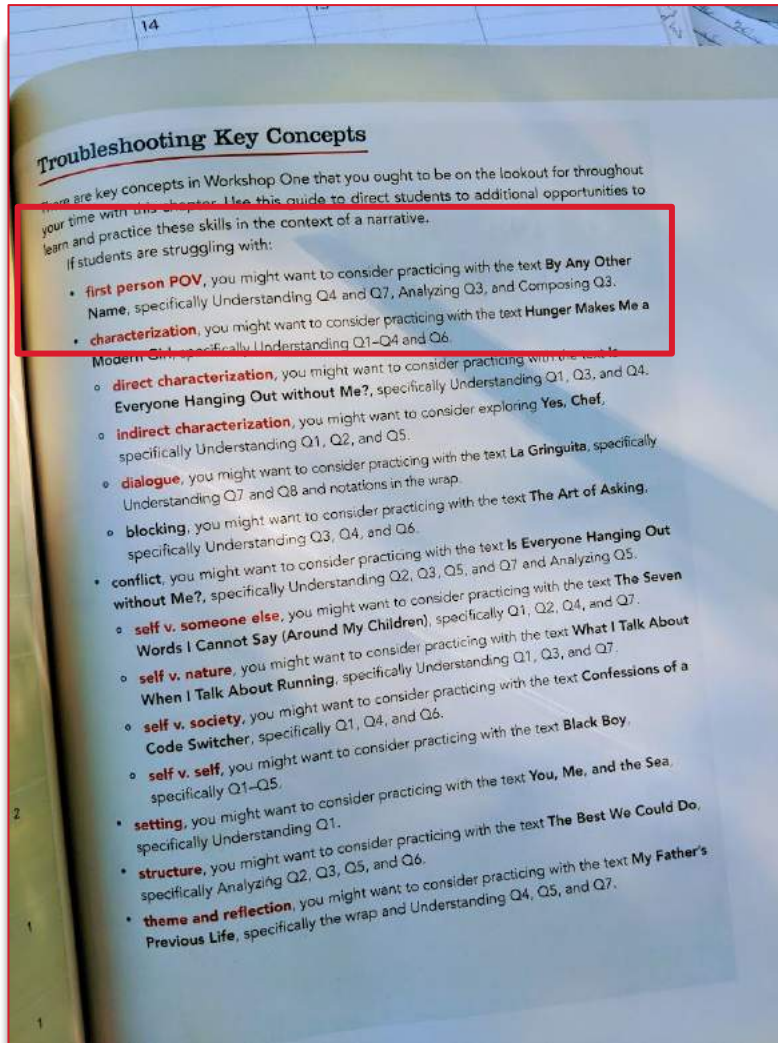 14
Troubleshooting Key Concepts
There are key concepts in Workshop One that you ought to be on the lookout for throughout
your time with this chapter. Use this guide to direct students to additional opportunities to
learn and practice these skills in the context of a narrative.
If students are struggling with:
• first person POV, you might want to consider practicing with the text By Any Other
Name, specifically Understanding Q4 and Q7, Analyzing Q3, and Composing Q3.
• characterization, you might want to consider practicing with the text Hunger Makes Me a
Modern Girl, specifically Understanding Q1–Q4 and Q6.
◦ direct characterization, you might want to consider practicing with the text Is
Everyone Hanging Out without Me?, specifically Understanding Q1, Q3, and Q4.
◦ indirect characterization, you might want to consider exploring Yes, Chef,
specifically Understanding Q1, Q2, and Q5.
◦ dialogue, you might want to consider practicing with the text La Gringuita, specifically
Understanding Q7 and Q8 and notations in the wrap.
◦ blocking, you might want to consider practicing with the text The Art of Asking,
specifically Understanding Q3, Q4, and Q6.
• conflict, you might want to consider practicing with the text Is Everyone Hanging Out
without Me?, specifically Understanding Q2, Q3, Q5, and Q7 and Analyzing Q5.
◦ self v. someone else, you might want to consider practicing with the text The Seven
Words I Cannot Say (Around My Children), specifically Q1, Q2, Q4, and Q7.
◦ self v. nature, you might want to consider practicing with the text What I Talk About
When I Talk About Running, specifically Understanding Q1, Q3, and Q7.
◦ self v. society, you might want to consider practicing with the text Confessions of a
Code Switcher, specifically Q1, Q4, and Q6.
◦ self v. self, you might want to consider practicing with the text Black Boy,
specifically Q1–Q5.
• setting, you might want to consider practicing with the text You, Me, and the Sea,
specifically Understanding Q1.
• structure, you might want to consider practicing with the text The Best We Could Do,
specifically Analyzing Q2, Q3, Q5, and Q6.
• theme and reflection, you might want to consider practicing with the text My Father's
Previous Life, specifically the wrap and Understanding Q4, Q5, and Q7.
2
1
1